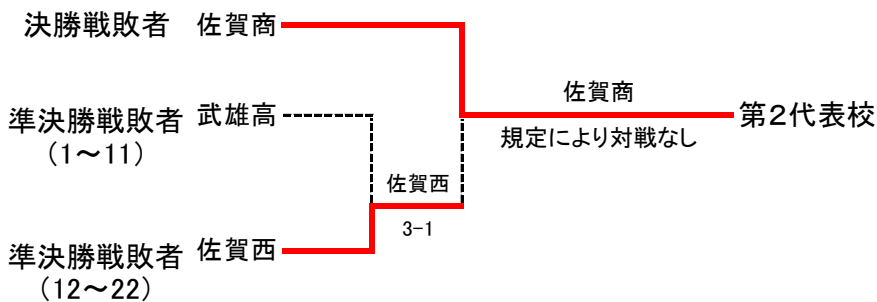 決勝戦敗者 佐賀商
佐賀商
第2代表校
規定により対戦なし
準決勝戦敗者 武雄高
（1～11）
佐賀西
3-1
準決勝戦敗者 佐賀西
（12～22）